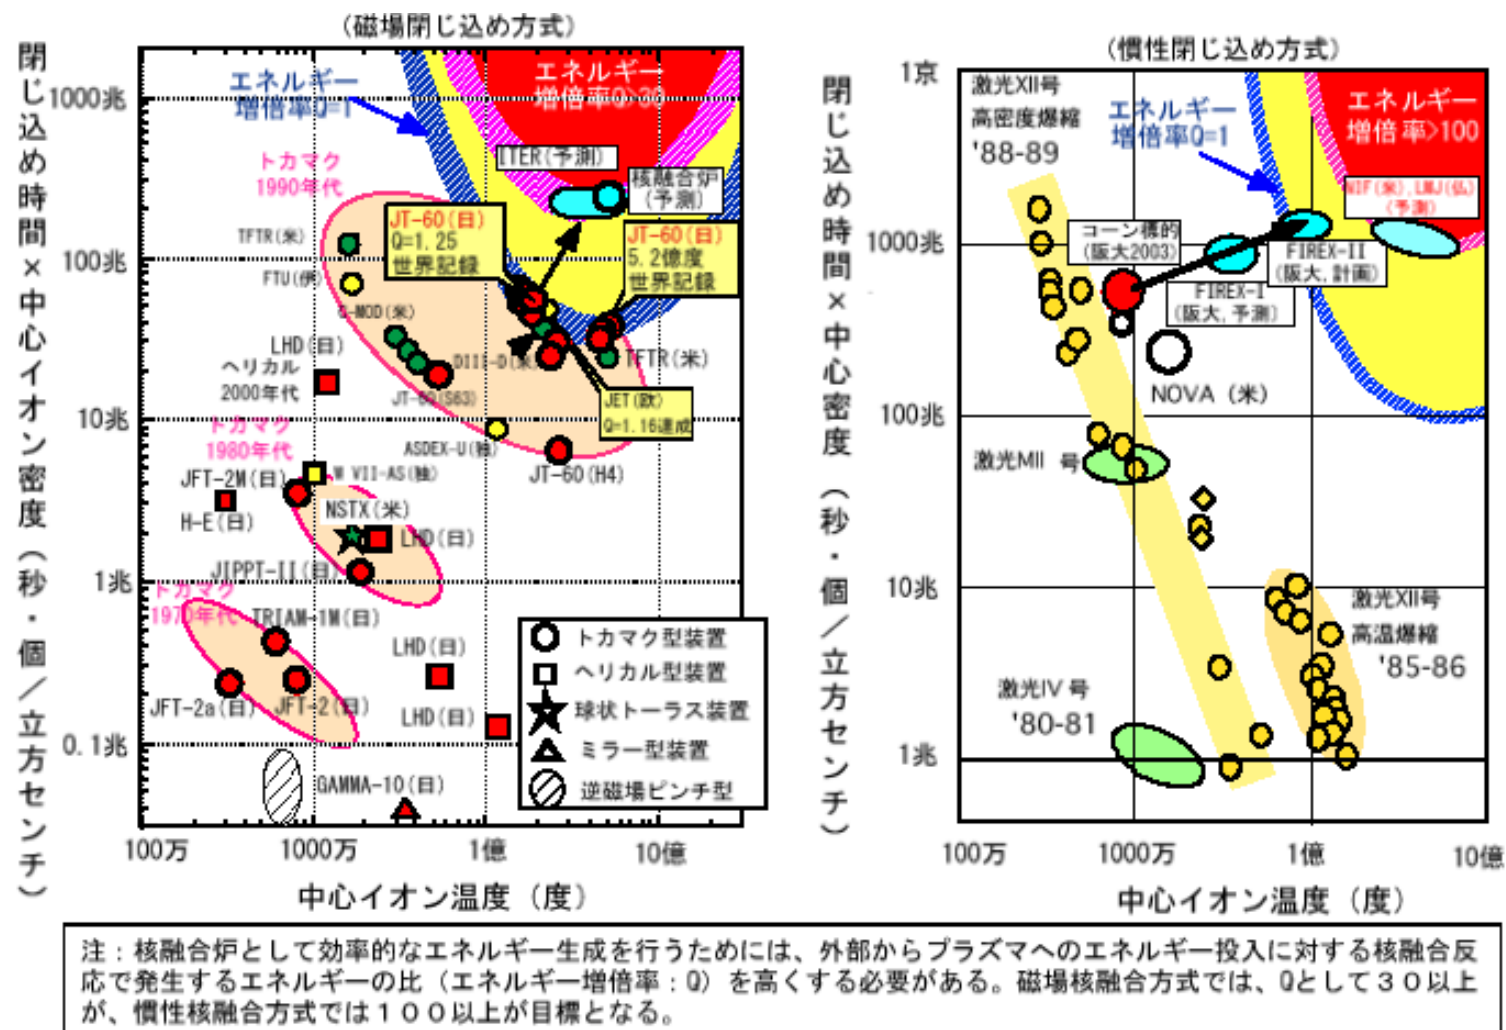 (磁場閉じ込め方式)
閉じ込め時間×中心イオン密度（秒・個／立方センチ）
1000兆
100兆
10兆
1兆
0.1兆
エネルギー
増倍率Q=1
エネルギー
増倍率Q>30
トカマク
1990年代
ITER(予測)
核融合炉
(予測)
JT-60(日)
Q=1.25
世界記録
JT-60(日)
5.2億度
世界記録
TFTR(米)
FTU(伊)
C-MOD(米)
LHD(日)
ヘリカル
2000年代
DIII-D(米)
TFTR(米)
JT-60(S63)
JET(欧)
Q=1.16達成
トカマク
1980年代
ASDEX-U(独)
JT-60(H4)
JFT-2M(日)
W VII-AS(独)
H-E(日)
NSTX(米)
LHD(日)
JIPPT-II(日)
トカマク
1970年代
TRIAM-1M(日)
LHD(日)
JFT-2a(日)
JFT-2(日)
LHD(日)
GAMMA-10(日)
トカマク型装置
ヘリカル型装置
球状トーラス装置
ミラー型装置
逆磁場ピンチ型
100万
1000万
1億
10億
中心イオン温度（度）
(慣性閉じ込め方式)
閉じ込め時間×中心密度（秒・個／立方センチ）
1京
1000兆
100兆
10兆
1兆
激光XII号
高密度爆縮
'88-89
エネルギー
増倍率Q=1
エネルギー
増倍率>100
NIF(米),LMJ(仏)
(予測)
コーン標的
(阪大2003)
FIREX-II
(阪大,計画)
FIREX-I
(阪大,予測)
NOVA（米）
激光MII 号
激光XII号
高温爆縮
'85-86
激光IV号
'80-81
100万
1000万
1億
10億
中心イオン温度（度）
注：核融合炉として効率的なエネルギー生成を行うためには、外部からプラズマへのエネルギー投入に対する核融合反
応で発生するエネルギーの比（エネルギー増倍率：Q）を高くする必要がある。磁場核融合方式では、Qとして３０以上
が、慣性核融合方式では１００以上が目標となる。